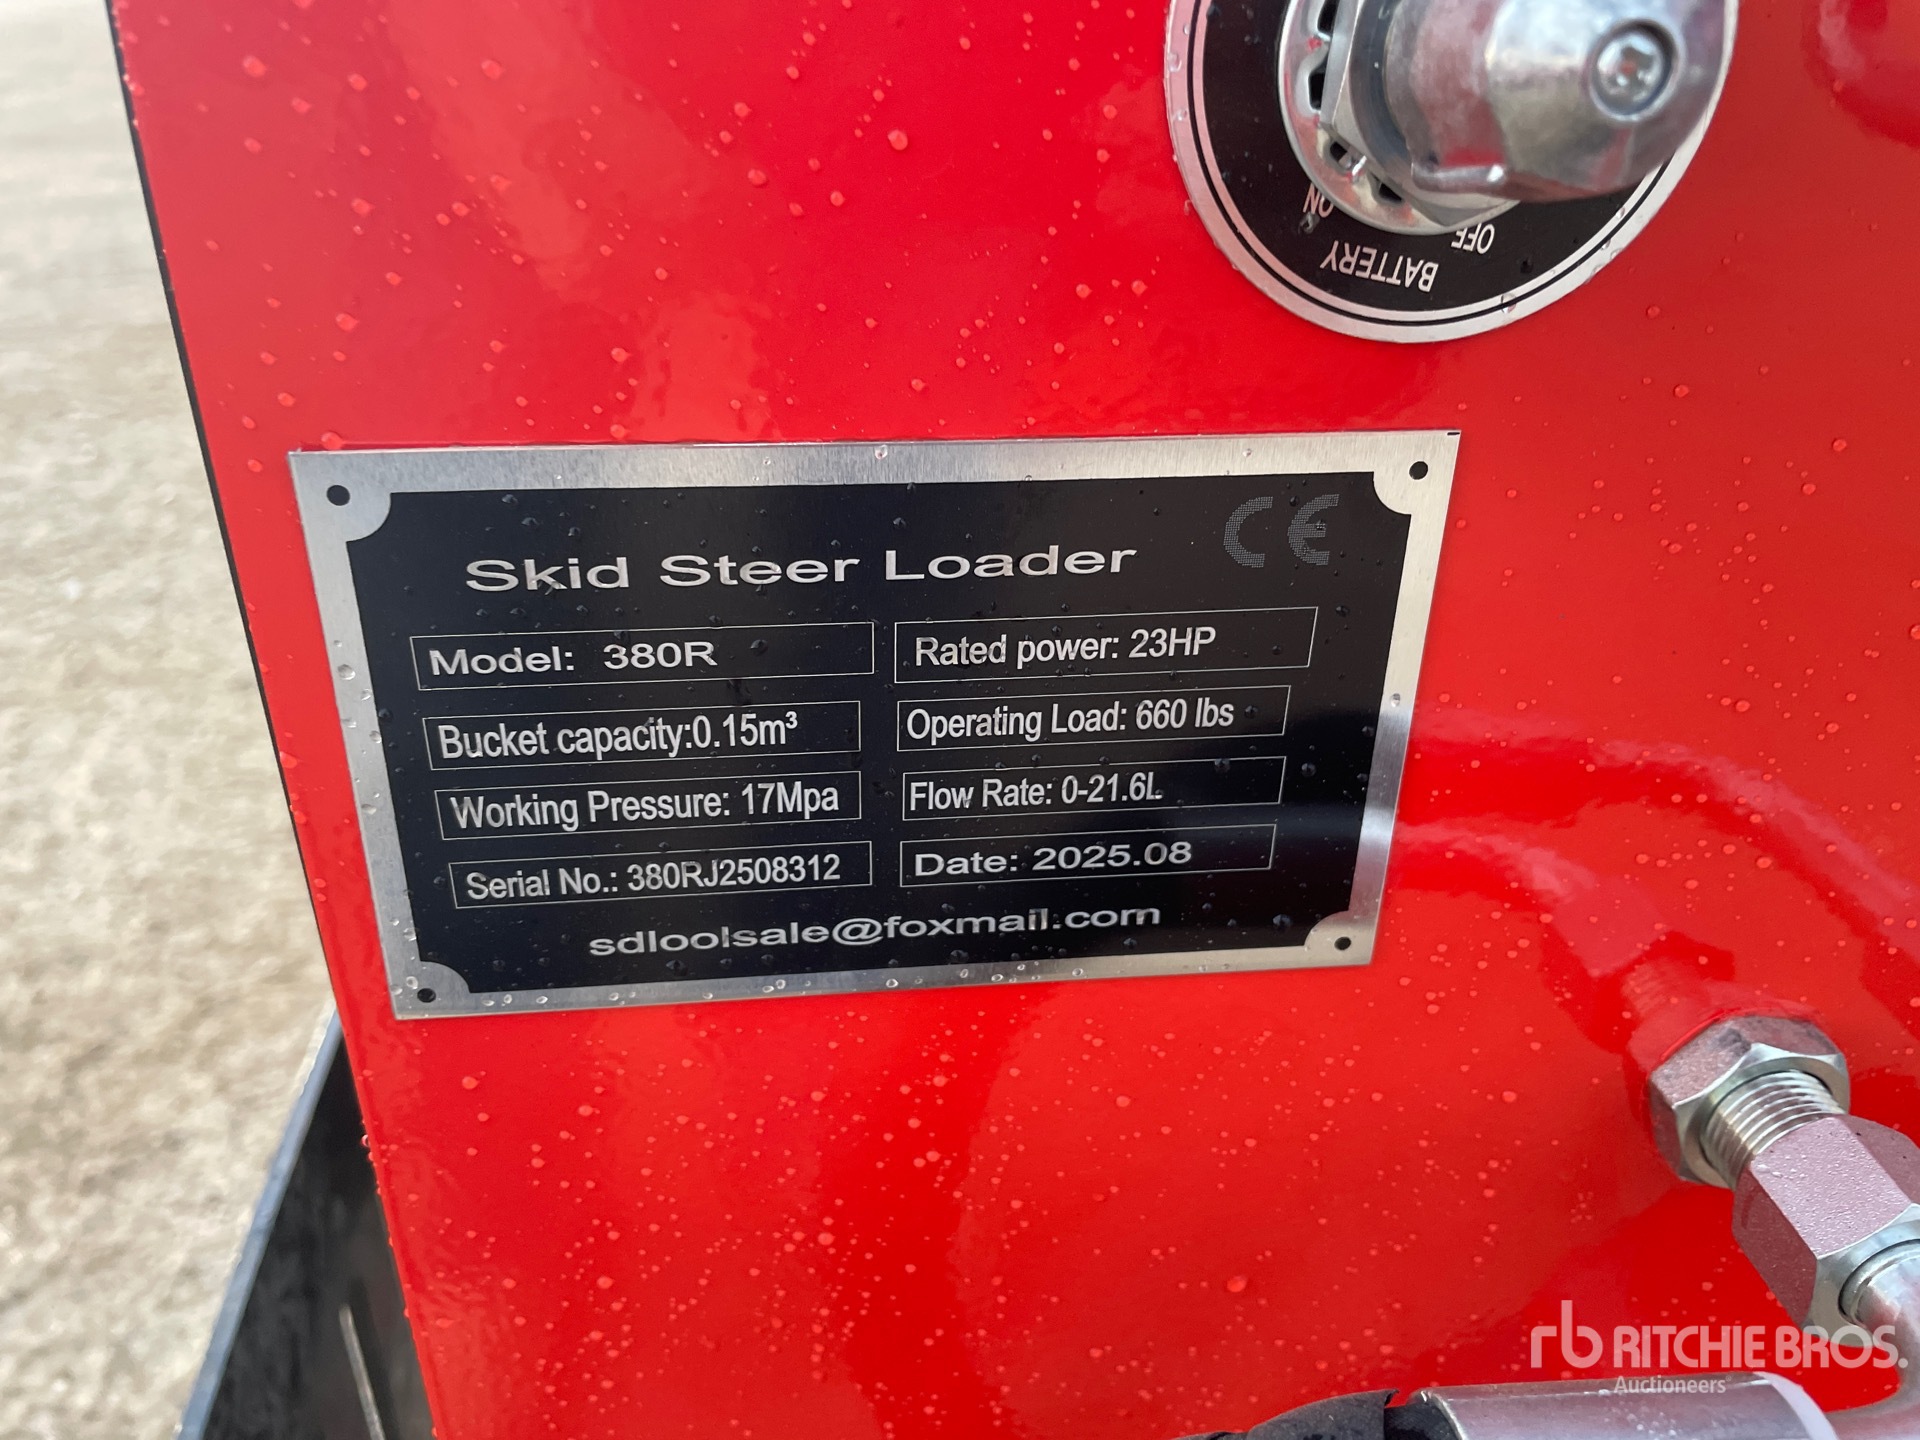 ON
OFF
BATTERY
CE
Skid Steer Loader
Model: 380R
Rated power: 23HP
Bucket capacity:0.15m³
Operating Load: 660 lbs
Working Pressure: 17Mpa
Flow Rate: 0-21.6L
Serial No.: 380RJ2508312
Date: 2025.08
sdloolsale@foxmail.com
rb RITCHIE BROS.
Auctioneers